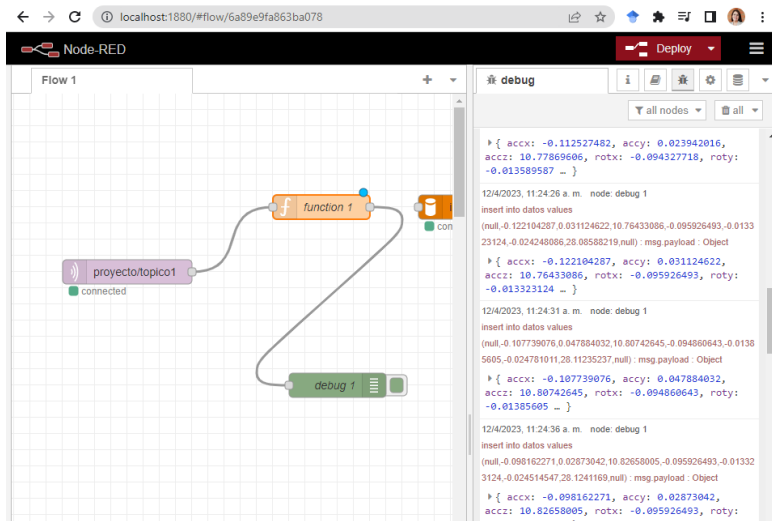 localhost:1880/#flow/6a89e9fa863ba078
Node-RED
Deploy
Flow 1
function 1
proyecto/topico1
connected
debug 1
debug
i
all nodes
all
{ accx: -0.112527482, accy: 0.023942016,
accz: 10.77869606, rotx: -0.094327718, roty:
-0.013589587 … }
12/4/2023, 11:24:26 a. m. node: debug 1
insert into datos values
(null,-0.122104287,0.031124622,10.76433086,-0.095926493,-0.0133
23124,-0.024248086,28.08588219,null) : msg.payload : Object
{ accx: -0.122104287, accy: 0.031124622,
accz: 10.76433086, rotx: -0.095926493, roty:
-0.013323124 … }
12/4/2023, 11:24:31 a. m. node: debug 1
insert into datos values
(null,-0.107739076,0.047884032,10.80742645,-0.094860643,-0.0138
5605,-0.024781011,28.11235237,null) : msg.payload : Object
{ accx: -0.107739076, accy: 0.047884032,
accz: 10.80742645, rotx: -0.094860643, roty:
-0.01385605 … }
12/4/2023, 11:24:36 a. m. node: debug 1
insert into datos values
(null,-0.098162271,0.02873042,10.82658005,-0.095926493,-0.01332
3124,-0.024514547,28.1241169,null) : msg.payload : Object
{ accx: -0.098162271, accy: 0.02873042,
accz: 10.82658005, rotx: -0.095926493, roty: